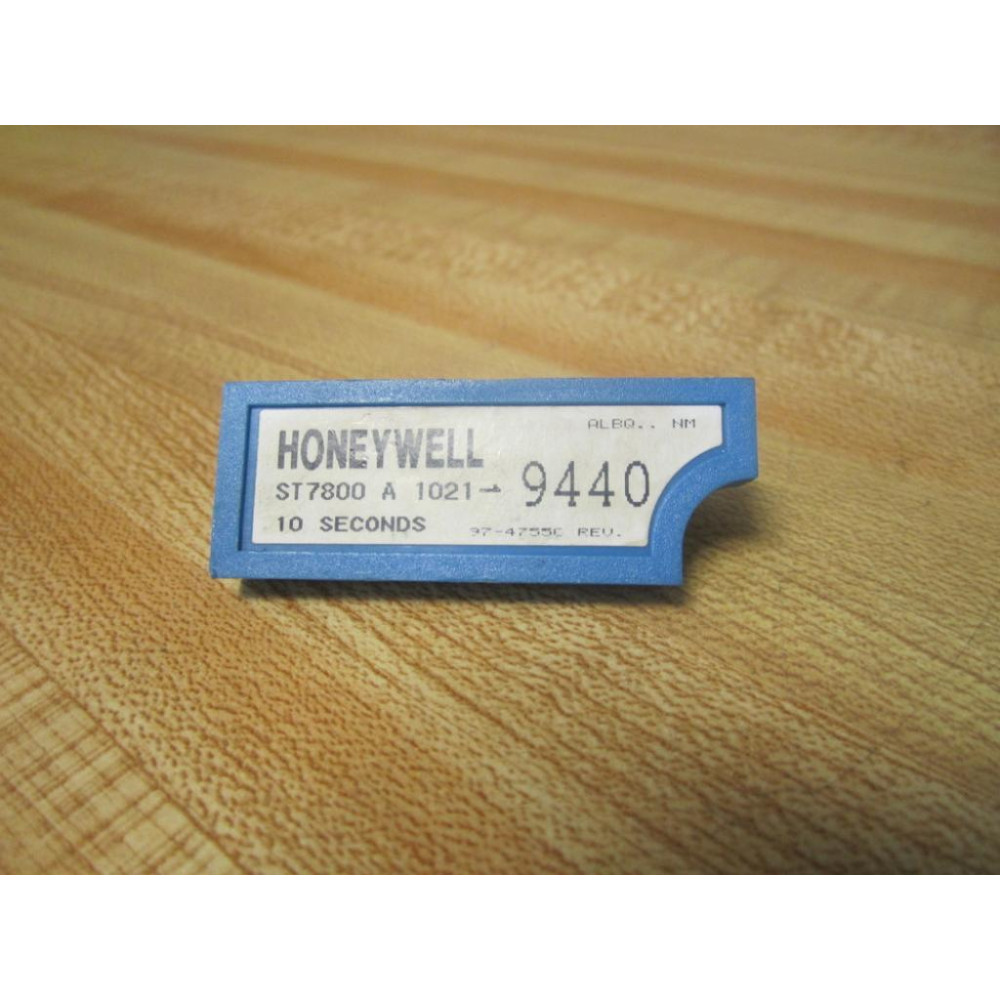 ALBQ.. NM
HONEYWELL
ST7800 A 1021→ 9440
10 SECONDS
97-4755C REV.